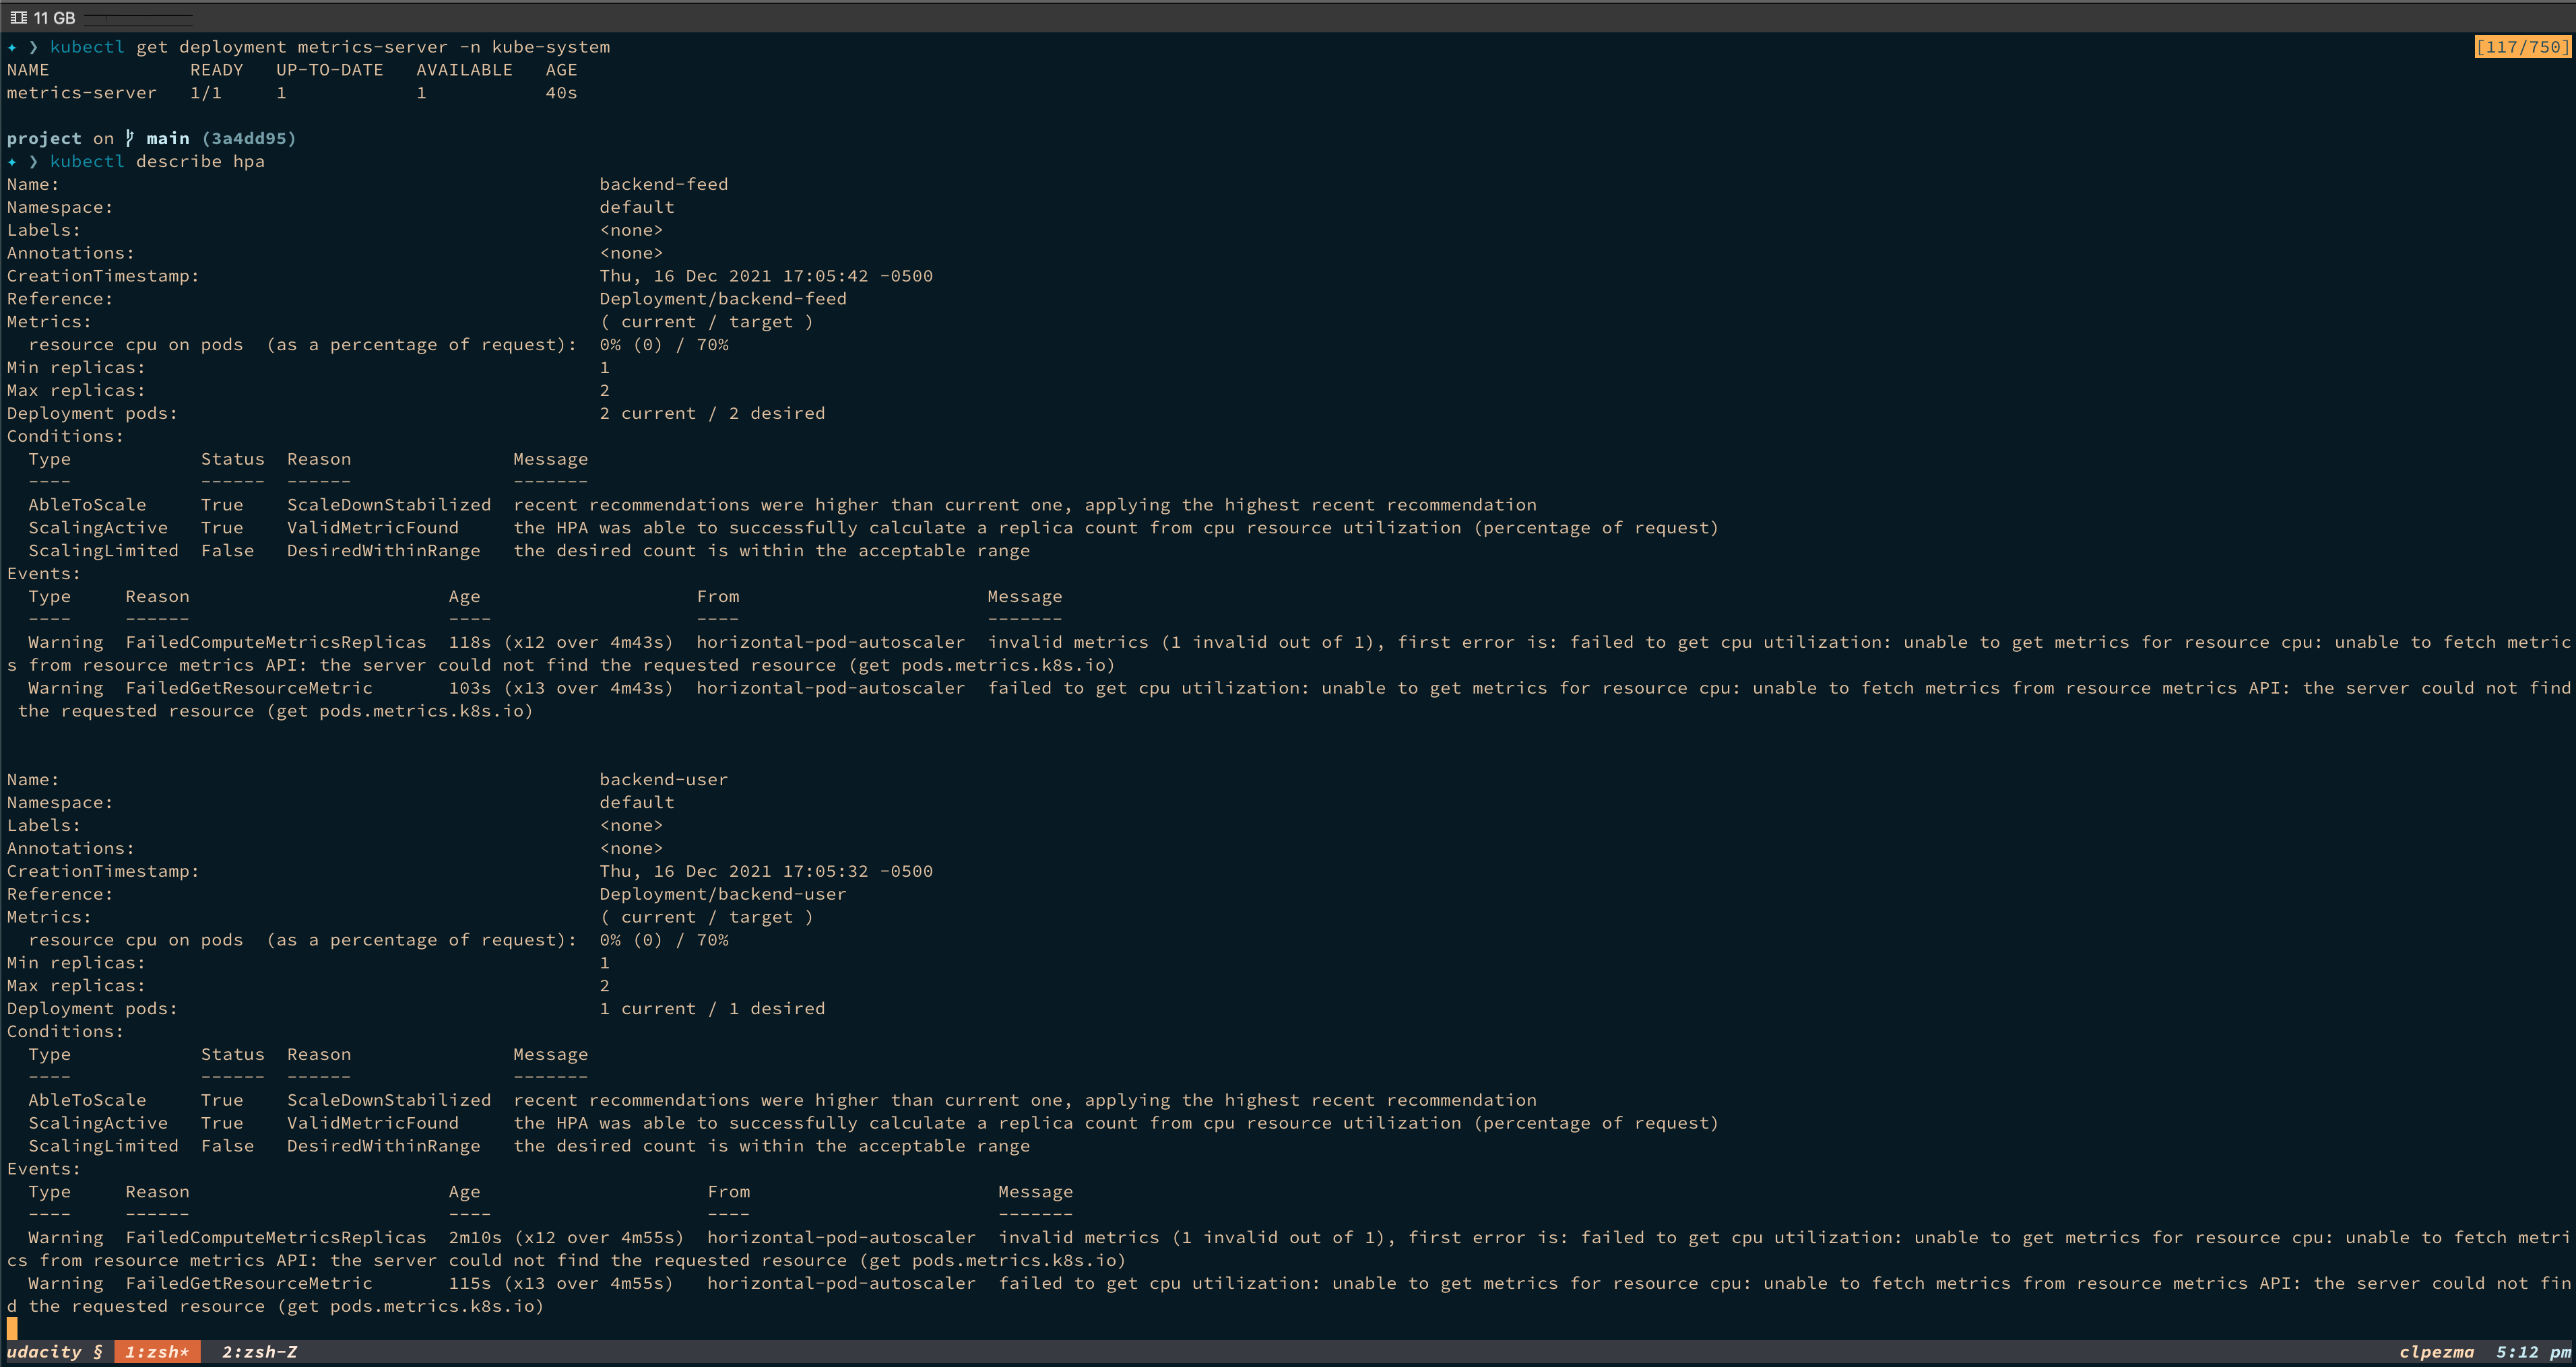 11 GB
✦ ❯ kubectl get deployment metrics-server -n kube-system [117/750]
NAME READY UP-TO-DATE AVAILABLE AGE
metrics-server 1/1 1 1 40s
project on main (3a4dd95)
✦ ❯ kubectl describe hpa
Name: backend-feed
Namespace: default
Labels: <none>
Annotations: <none>
CreationTimestamp: Thu, 16 Dec 2021 17:05:42 -0500
Reference: Deployment/backend-feed
Metrics: ( current / target )
resource cpu on pods (as a percentage of request): 0% (0) / 70%
Min replicas: 1
Max replicas: 2
Deployment pods: 2 current / 2 desired
Conditions:
Type Status Reason Message
---- ------ ------ -------
AbleToScale True ScaleDownStabilized recent recommendations were higher than current one, applying the highest recent recommendation
ScalingActive True ValidMetricFound the HPA was able to successfully calculate a replica count from cpu resource utilization (percentage of request)
ScalingLimited False DesiredWithinRange the desired count is within the acceptable range
Events:
Type Reason Age From Message
---- ------ ---- ---- -------
Warning FailedComputeMetricsReplicas 118s (x12 over 4m43s) horizontal-pod-autoscaler invalid metrics (1 invalid out of 1), first error is: failed to get cpu utilization: unable to get metrics for resource cpu: unable to fetch metric
s from resource metrics API: the server could not find the requested resource (get pods.metrics.k8s.io)
Warning FailedGetResourceMetric 103s (x13 over 4m43s) horizontal-pod-autoscaler failed to get cpu utilization: unable to get metrics for resource cpu: unable to fetch metrics from resource metrics API: the server could not find
the requested resource (get pods.metrics.k8s.io)
Name: backend-user
Namespace: default
Labels: <none>
Annotations: <none>
CreationTimestamp: Thu, 16 Dec 2021 17:05:32 -0500
Reference: Deployment/backend-user
Metrics: ( current / target )
resource cpu on pods (as a percentage of request): 0% (0) / 70%
Min replicas: 1
Max replicas: 2
Deployment pods: 1 current / 1 desired
Conditions:
Type Status Reason Message
---- ------ ------ -------
AbleToScale True ScaleDownStabilized recent recommendations were higher than current one, applying the highest recent recommendation
ScalingActive True ValidMetricFound the HPA was able to successfully calculate a replica count from cpu resource utilization (percentage of request)
ScalingLimited False DesiredWithinRange the desired count is within the acceptable range
Events:
Type Reason Age From Message
---- ------ ---- ---- -------
Warning FailedComputeMetricsReplicas 2m10s (x12 over 4m55s) horizontal-pod-autoscaler invalid metrics (1 invalid out of 1), first error is: failed to get cpu utilization: unable to get metrics for resource cpu: unable to fetch metri
cs from resource metrics API: the server could not find the requested resource (get pods.metrics.k8s.io)
Warning FailedGetResourceMetric 115s (x13 over 4m55s) horizontal-pod-autoscaler failed to get cpu utilization: unable to get metrics for resource cpu: unable to fetch metrics from resource metrics API: the server could not fin
d the requested resource (get pods.metrics.k8s.io)
udacity § 1:zsh* 2:zsh-Z clpezma 5:12 pm